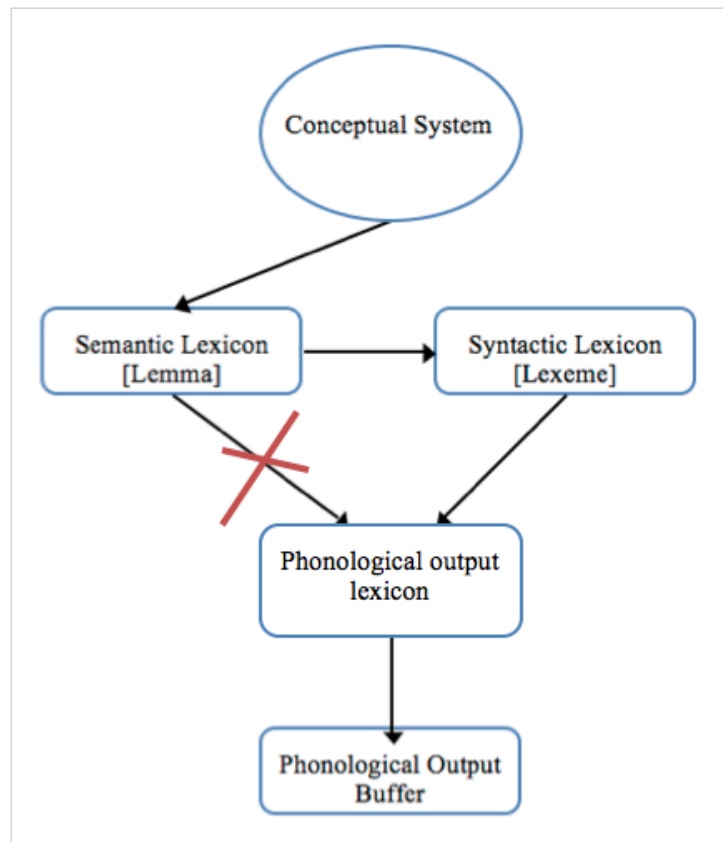 Conceptual System
Semantic Lexicon
[Lemma]
Syntactic Lexicon
[Lexeme]
Phonological output
lexicon
Phonological Output
Buffer